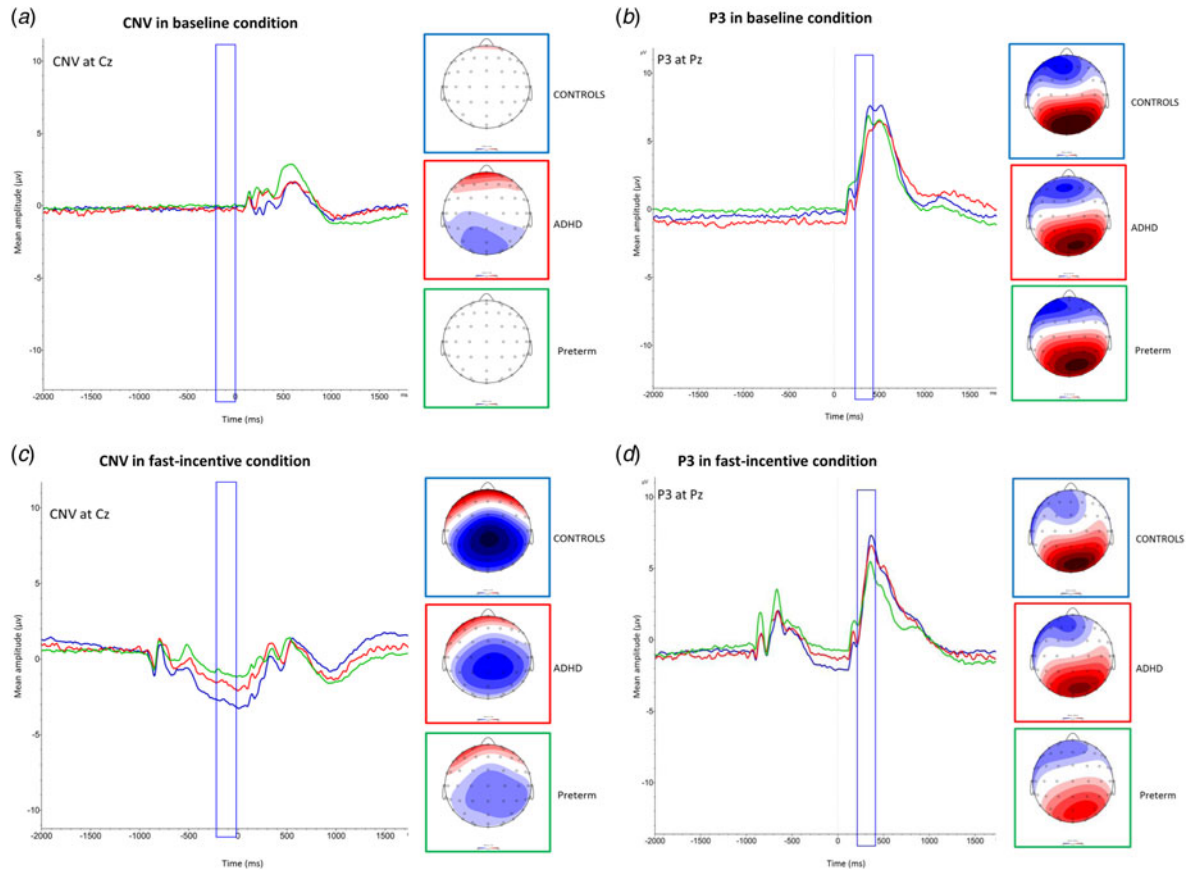 (a) CNV in baseline condition
CNV at Cz
Mean amplitude (μv)
10
5
0
-5
-10
-2000 -1500 -1000 -500 0 500 1000 1500
Time (ms)
CONTROLS
ADHD
Preterm
(b) P3 in baseline condition
μV
P3 at Pz
Mean amplitude (μv)
10
5
0
-5
-10
-2000 -1500 -1000 -500 0 500 1000 1500
Time (ms)
CONTROLS
ADHD
Preterm
(c) CNV in fast-incentive condition
CNV at Cz
Mean amplitude (μv)
10
5
0
-5
-10
-2000 -1500 -1000 -500 0 500 1000 1500
Time (ms)
CONTROLS
ADHD
Preterm
(d) P3 in fast-incentive condition
μV
P3 at Pz
Mean amplitude (μv)
10
5
0
-5
-10
-2000 -1500 -1000 -500 0 500 1000 1500
Time (ms)
CONTROLS
ADHD
Preterm